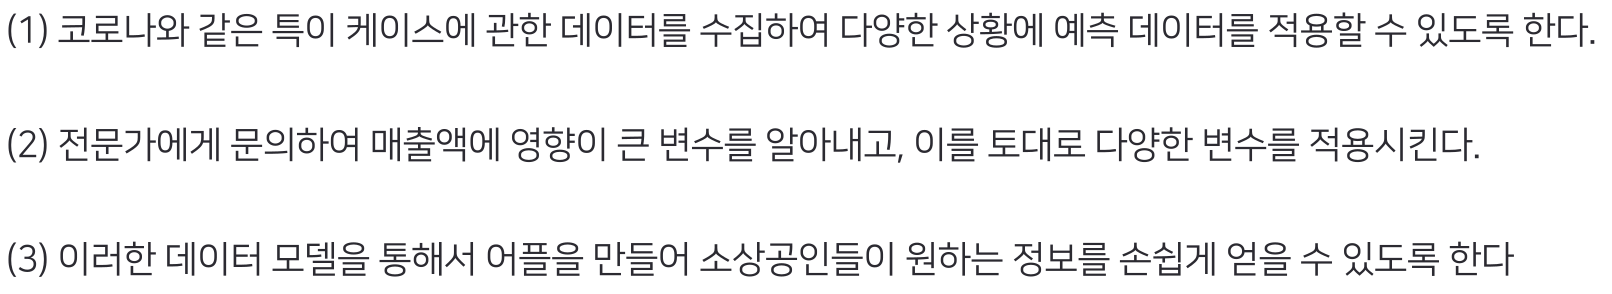 (1) 코로나와 같은 특이 케이스에 관한 데이터를 수집하여 다양한 상황에 예측 데이터를 적용할 수 있도록 한다.
(2) 전문가에게 문의하여 매출액에 영향이 큰 변수를 알아내고, 이를 토대로 다양한 변수를 적용시킨다.
(3) 이러한 데이터 모델을 통해서 어플을 만들어 소상공인들이 원하는 정보를 손쉽게 얻을 수 있도록 한다